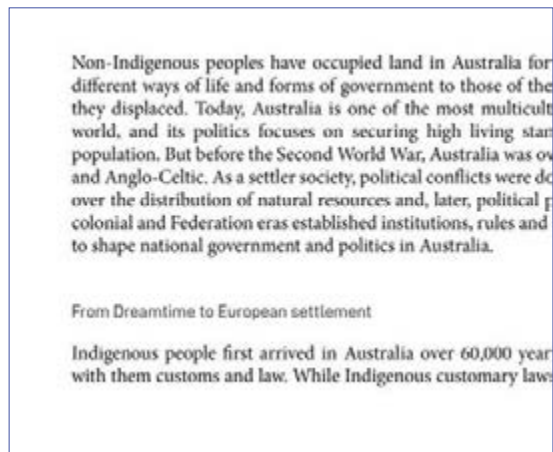 Non-Indigenous peoples have occupied land in Australia for
different ways of life and forms of government to those of the
they displaced. Today, Australia is one of the most multicult
world, and its politics focuses on securing high living stan
population. But before the Second World War, Australia was ov
and Anglo-Celtic. As a settler society, political conflicts were do
over the distribution of natural resources and, later, political p
colonial and Federation eras established institutions, rules and
to shape national government and politics in Australia.
From Dreamtime to European settlement
Indigenous people first arrived in Australia over 60,000 year
with them customs and law. While Indigenous customary laws